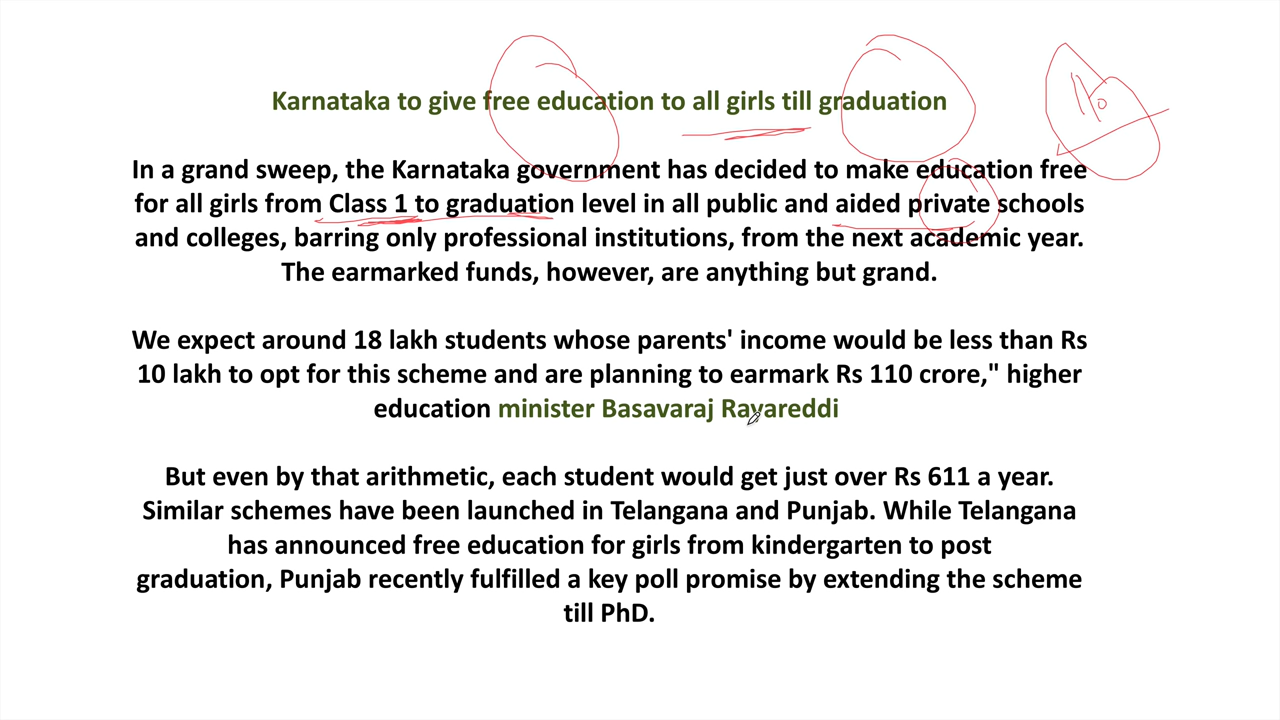 Karnataka to give free education to all girls till graduation
In a grand sweep, the Karnataka government has decided to make education free
for all girls from Class 1 to graduation level in all public and aided private schools
and colleges, barring only professional institutions, from the next academic year.
The earmarked funds, however, are anything but grand.
We expect around 18 lakh students whose parents' income would be less than Rs
10 lakh to opt for this scheme and are planning to earmark Rs 110 crore," higher
education minister Basavaraj Rayareddi
But even by that arithmetic, each student would get just over Rs 611 a year.
Similar schemes have been launched in Telangana and Punjab. While Telangana
has announced free education for girls from kindergarten to post
graduation, Punjab recently fulfilled a key poll promise by extending the scheme
till PhD.